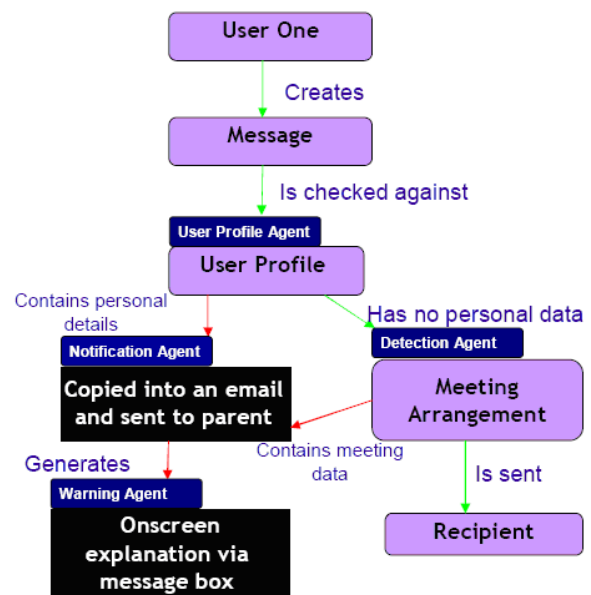 User One
Creates
Message
Is checked against
User Profile Agent
User Profile
Contains personal
details
Has no personal data
Notification Agent
Detection Agent
Copied into an email
and sent to parent
Meeting
Arrangement
Contains meeting
data
Generates
Is sent
Warning Agent
Onscreen
explanation via
message box
Recipient